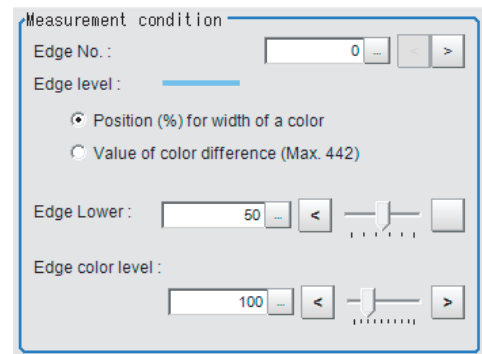 Measurement condition
Edge No. : 0 ... < >
Edge level :
Position (%) for width of a color
Value of color difference (Max. 442)
Edge Lower : 50 ... <
Edge color level :
100 ... < >